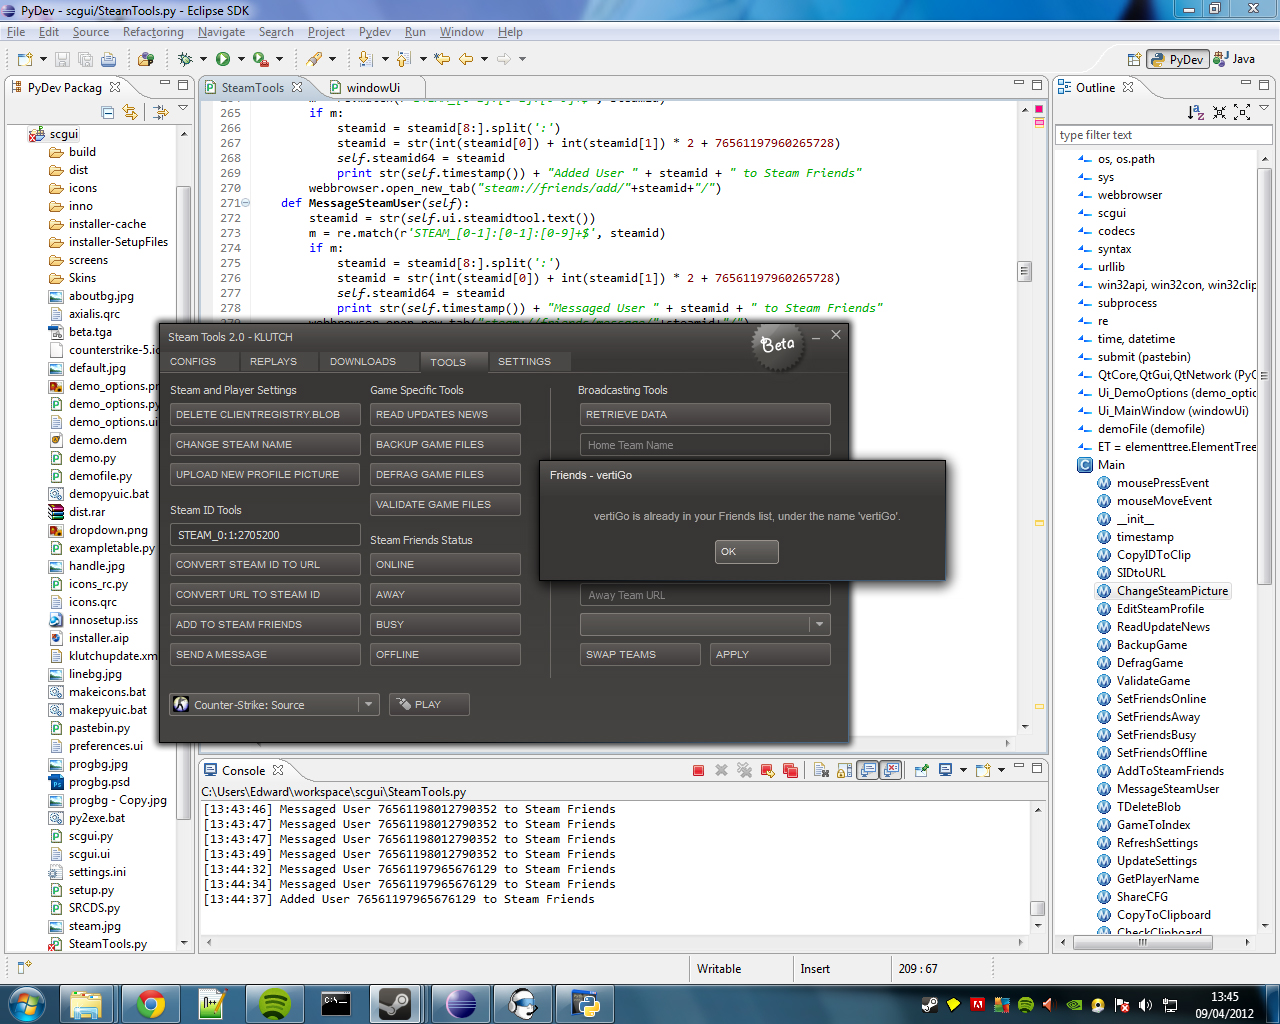 PyDev - scgui/SteamTools.py - Eclipse SDK
File Edit Source Refactoring Navigate Search Project Pydev Run Window Help
PyDev Java
PyDev Packag
SteamTools windowUi
Outline
type filter text
scgui
build
dist
icons
inno
installer-cache
installer-SetupFiles
screens
Skins
aboutbg.jpg
axialis.qrc
beta.tga
counterstrike-5.ic
default.jpg
demo_options.pn
demo_options.py
demo_options.ui
demo.dem
demo.py
demofile.py
demopyuic.bat
dist.rar
dropdown.png
exampletable.py
handle.jpg
icons_rc.py
icons.qrc
innosetup.iss
installer.aip
klutchupdate.xm
linebg.jpg
makeicons.bat
makepyuic.bat
pastebin.py
preferences.ui
progbg.jpg
progbg.psd
progbg - Copy.jpg
py2exe.bat
scgui.py
scgui.ui
settings.ini
setup.py
SRCDS.py
steam.jpg
SteamTools.py
265 if m:
266 steamid = steamid[8:].split(':')
267 steamid = str(int(steamid[0]) + int(steamid[1]) * 2 + 76561197960265728)
268 self.steamid64 = steamid
269 print str(self.timestamp()) + "Added User " + steamid + " to Steam Friends"
270 webbrowser.open_new_tab("steam://friends/add/"+steamid+"/")
271 def MessageSteamUser(self):
272 steamid = str(self.ui.steamidtool.text())
273 m = re.match(r'STEAM_[0-1]:[0-1]:[0-9]+$', steamid)
274 if m:
275 steamid = steamid[8:].split(':')
276 steamid = str(int(steamid[0]) + int(steamid[1]) * 2 + 76561197960265728)
277 self.steamid64 = steamid
278 print str(self.timestamp()) + "Messaged User " + steamid + " to Steam Friends"
Steam Tools 2.0 - KLUTCH
Beta
CONFIGS REPLAYS DOWNLOADS TOOLS SETTINGS
Steam and Player Settings
DELETE CLIENTREGISTRY.BLOB
CHANGE STEAM NAME
UPLOAD NEW PROFILE PICTURE
Steam ID Tools
STEAM_0:1:2705200
CONVERT STEAM ID TO URL
CONVERT URL TO STEAM ID
ADD TO STEAM FRIENDS
SEND A MESSAGE
Game Specific Tools
READ UPDATES NEWS
BACKUP GAME FILES
DEFRAG GAME FILES
VALIDATE GAME FILES
Steam Friends Status
ONLINE
AWAY
BUSY
OFFLINE
Broadcasting Tools
RETRIEVE DATA
Home Team Name
Away Team URL
SWAP TEAMS APPLY
Counter-Strike: Source PLAY
Friends - vertiGo
vertiGo is already in your Friends list, under the name 'vertiGo'.
OK
Console
C:\Users\Edward\workspace\scgui\SteamTools.py
[13:43:46] Messaged User 76561198012790352 to Steam Friends
[13:43:47] Messaged User 76561198012790352 to Steam Friends
[13:43:47] Messaged User 76561198012790352 to Steam Friends
[13:43:49] Messaged User 76561198012790352 to Steam Friends
[13:44:32] Messaged User 76561197965676129 to Steam Friends
[13:44:34] Messaged User 76561197965676129 to Steam Friends
[13:44:37] Added User 76561197965676129 to Steam Friends
os, os.path
sys
webbrowser
scgui
codecs
syntax
urllib
win32api, win32con, win32clip
subprocess
re
time, datetime
submit (pastebin)
QtCore,QtGui,QtNetwork (PyQ
Ui_DemoOptions (demo_optic
Ui_MainWindow (windowUi)
demoFile (demofile)
ET = elementtree.ElementTree
Main
mousePressEvent
mouseMoveEvent
__init__
timestamp
CopyIDToClip
SIDtoURL
ChangeSteamPicture
EditSteamProfile
ReadUpdateNews
BackupGame
DefragGame
ValidateGame
SetFriendsOnline
SetFriendsAway
SetFriendsBusy
SetFriendsOffline
AddToSteamFriends
MessageSteamUser
TDeleteBlob
GameToIndex
RefreshSettings
UpdateSettings
GetPlayerName
ShareCFG
CopyToClipboard
CheckClipboard
Writable Insert 209 : 67
13:45
09/04/2012